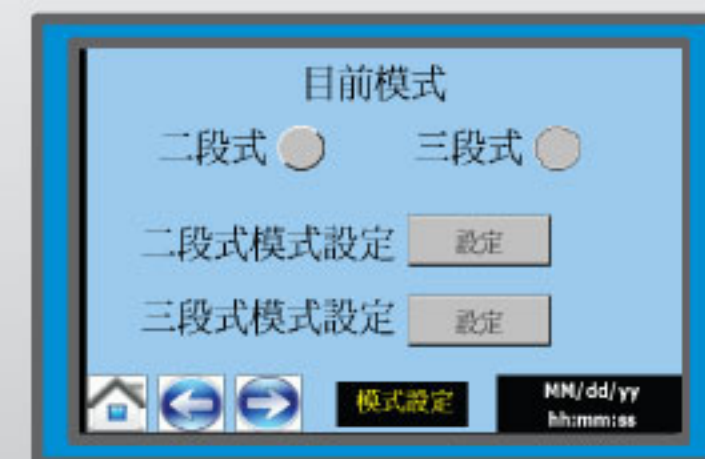 目前模式
二段式 三段式
二段式模式設定 設定
三段式模式設定 設定
模式設定 MM/dd/yy
hh:mm:ss